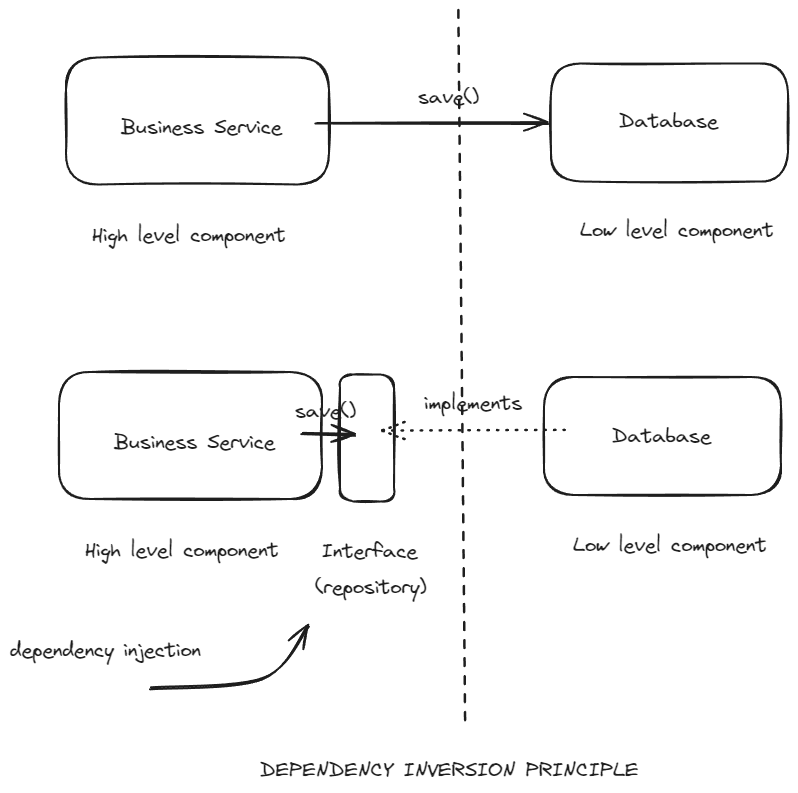 save()
Business Service
Database
High level component
Low level component
save()
implements
Business Service
Database
High level component
Interface
(repository)
Low level component
dependency injection
DEPENDENCY INVERSION PRINCIPLE